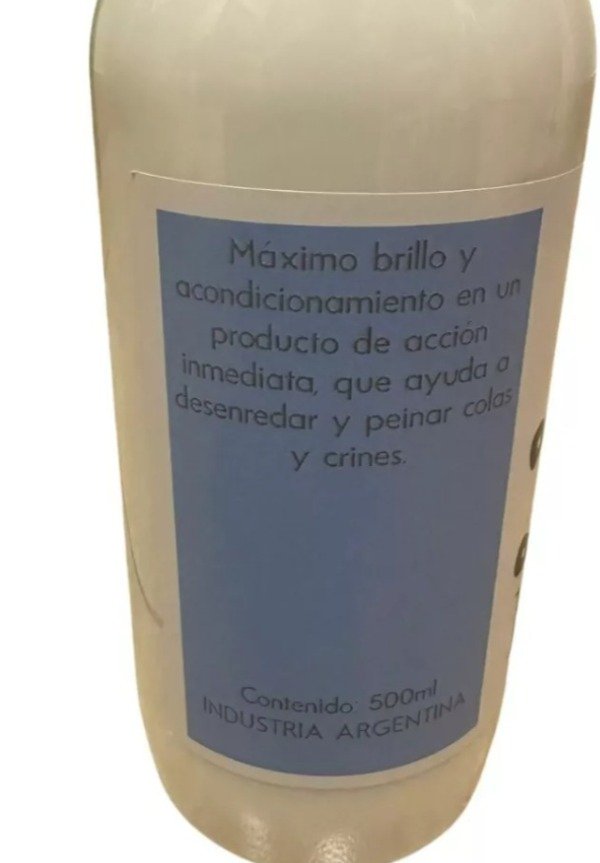 Máximo brillo y
acondicionamiento en un
producto de acción
inmediata, que ayuda a
desenredar y peinar colas
y crines.
Contenido: 500ml
INDUSTRIA ARGENTINA